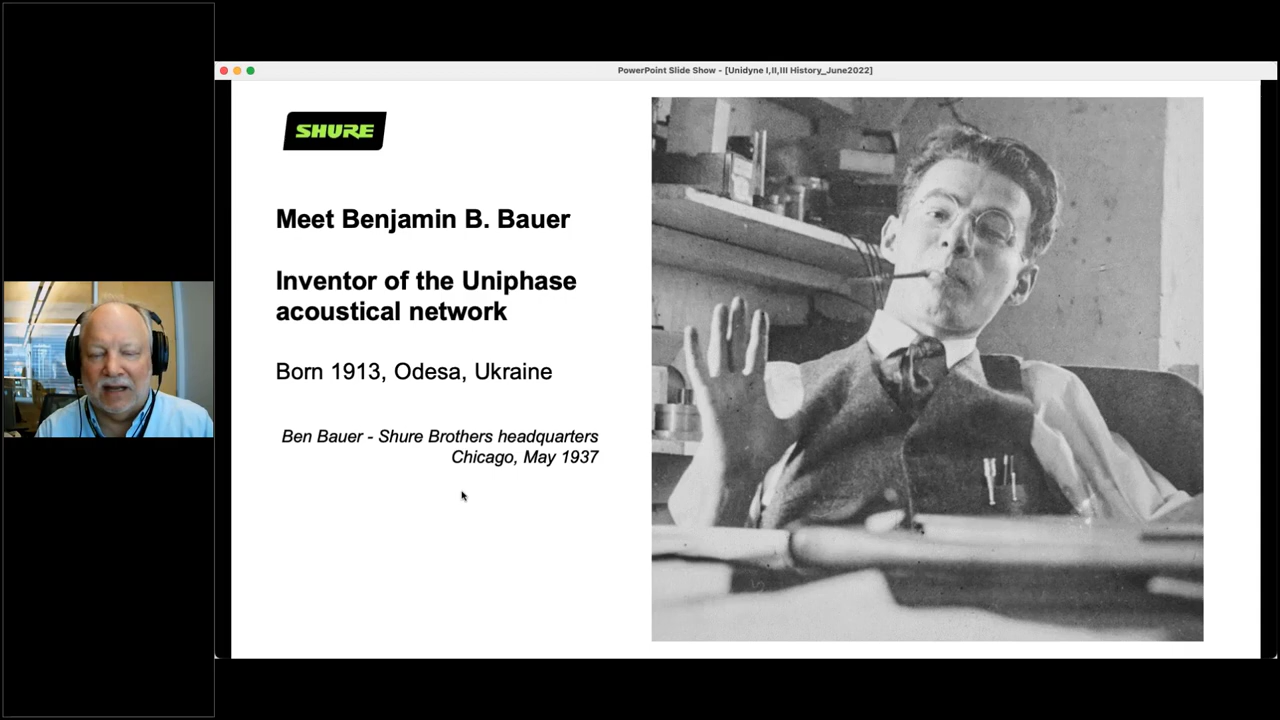 PowerPoint Slide Show - [Unidyne I,II,III History_June2022]
SHURE
Meet Benjamin B. Bauer
Inventor of the Uniphase
acoustical network
Born 1913, Odesa, Ukraine
Ben Bauer - Shure Brothers headquarters
Chicago, May 1937